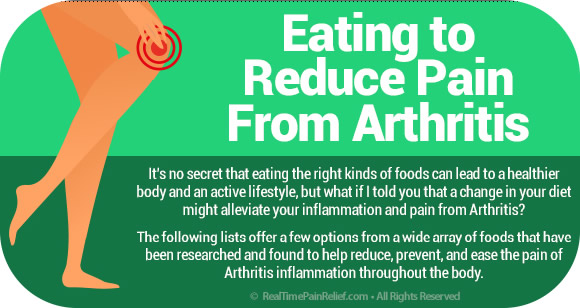 Eating to
Reduce Pain
From Arthritis
It's no secret that eating the right kinds of foods can lead to a healthier
body and an active lifestyle, but what if I told you that a change in your diet
might alleviate your inflammation and pain from Arthritis?
The following lists offer a few options from a wide array of foods that have
been researched and found to help reduce, prevent, and ease the pain of
Arthritis inflammation throughout the body.
© RealTimePainRelief.com • All Rights Reserved